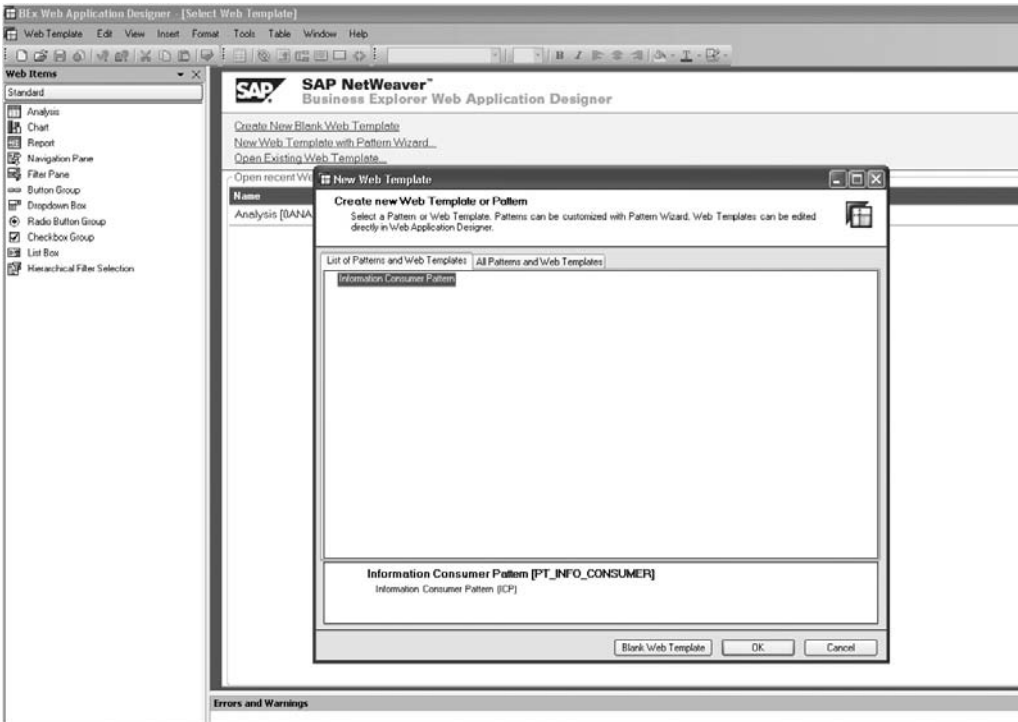 BEx Web Application Designer - [Select Web Template]
Web Template Edit View Insert Format Tools Table Window Help
Web Items
Standard
Analysis
Chart
Report
Navigation Pane
Filter Pane
Button Group
Dropdown Box
Radio Button Group
Checkbox Group
List Box
Hierarchical Filter Selection
SAP
SAP NetWeaver™
Business Explorer Web Application Designer
Create New Blank Web Template
New Web Template with Pattern Wizard...
Open Existing Web Template...
Open recent We
Name
Analysis [0ANA
New Web Template
Create new Web Template or Pattern
Select a Pattern or Web Template. Patterns can be customized with Pattern Wizard, Web Templates can be edited
directly in Web Application Designer.
List of Patterns and Web Templates All Patterns and Web Templates
Information Consumer Pattern
Information Consumer Pattern [PT_INFO_CONSUMER]
Information Consumer Pattern (ICP)
Blank Web Template OK Cancel
Errors and Warnings